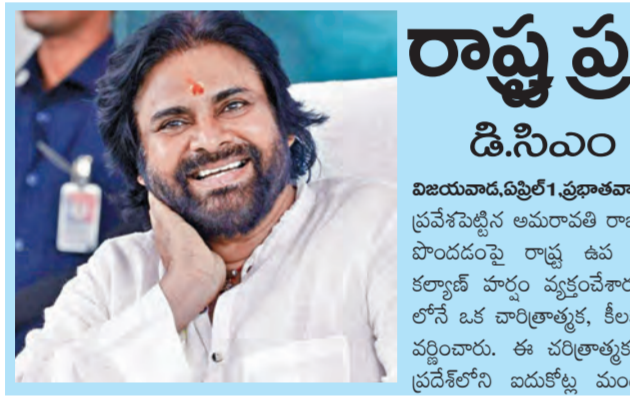 రాష్ట్ర ప్ర
డి.సిఎం
విజయవాడ,ఏప్రిల్ 1,ప్రభాతవా
ప్రవేశపెట్టిన అమరావతి రాజ
పొందడంపై రాష్ట్ర ఉప
కల్యాణ్ హర్షం వ్యక్తంచేశార
లోనే ఒక చారిత్రాత్మక, కీల
వర్ణించారు. ఈ చరిత్రాత్మక
ప్రదేశ్‌లోని ఐదుకోట్ల మం